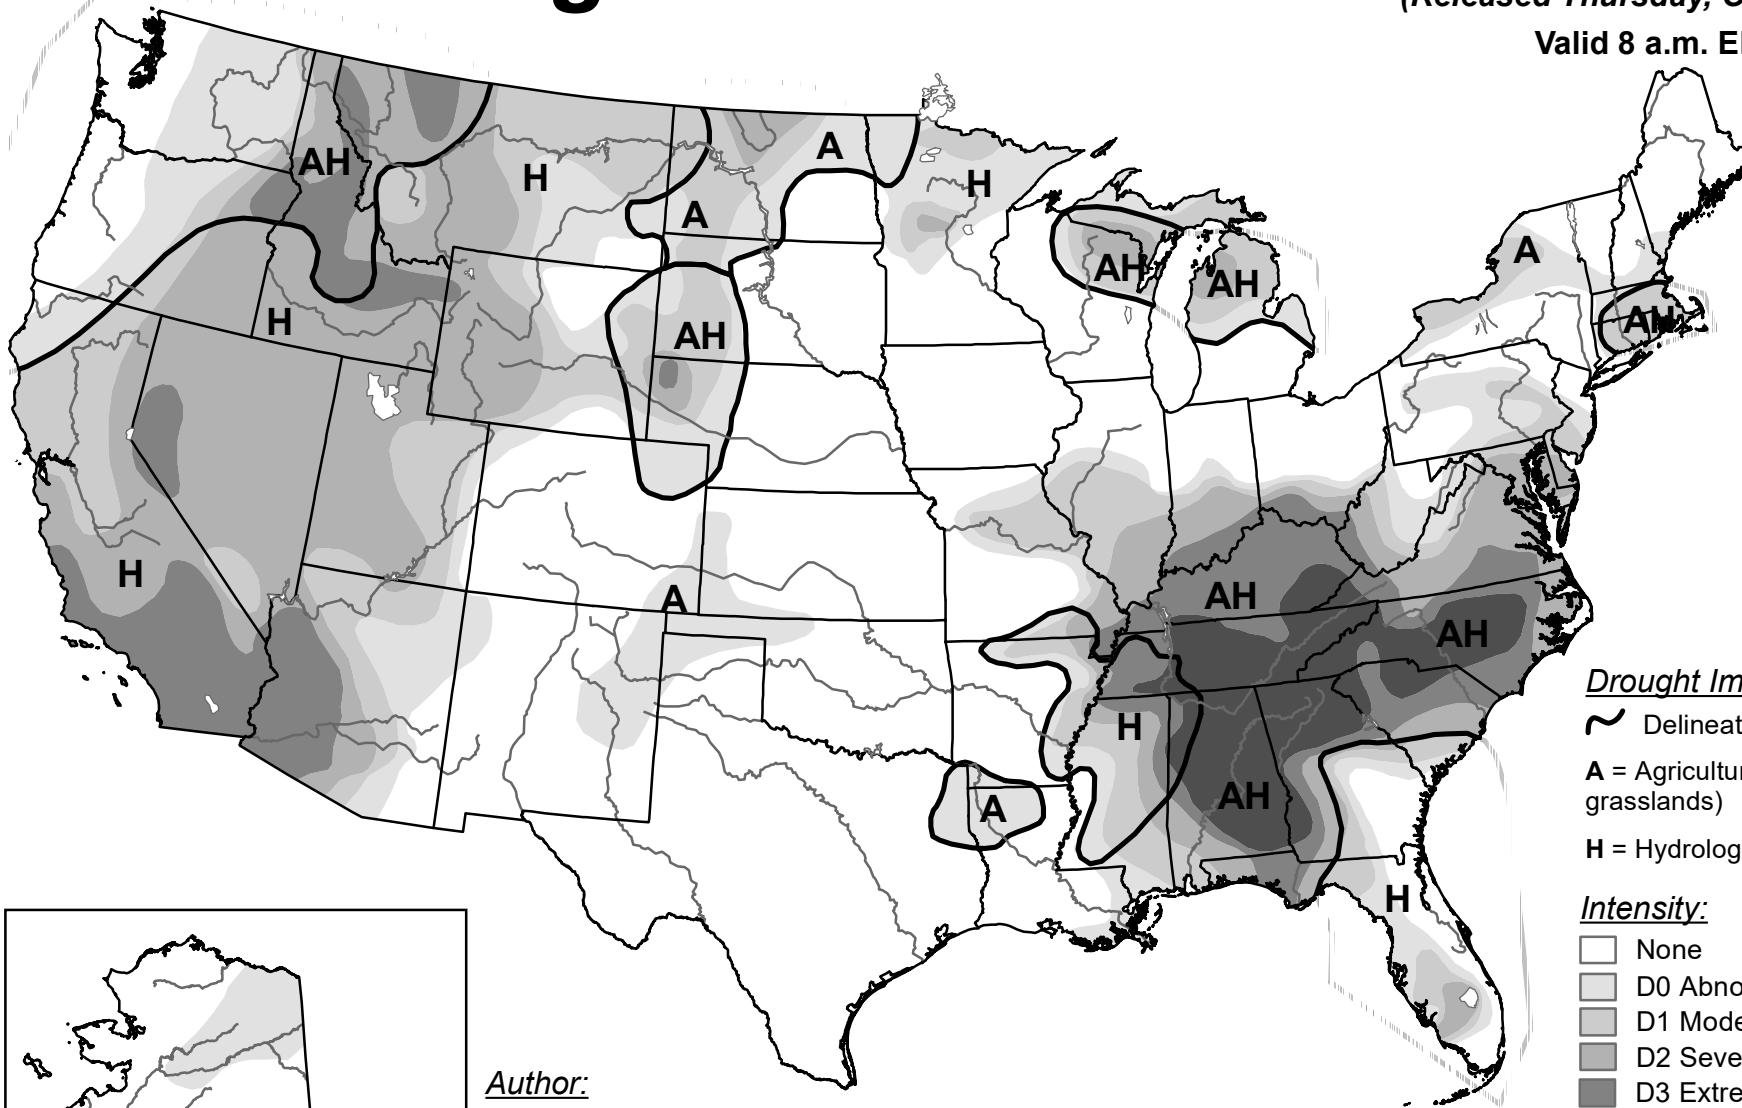 (Released Thursday,
Valid 8 a.m.
AH
H
A
A
H
AH
AH
A
AH
AH
H
H
A
AH
AH
H
AH
A
H
Drought
Delineat
A = Agricultur
grasslands)
H = Hydrolog
Intensity:
None
D0 Abno
D1 Mode
D2 Seve
D3 Extre
Author: